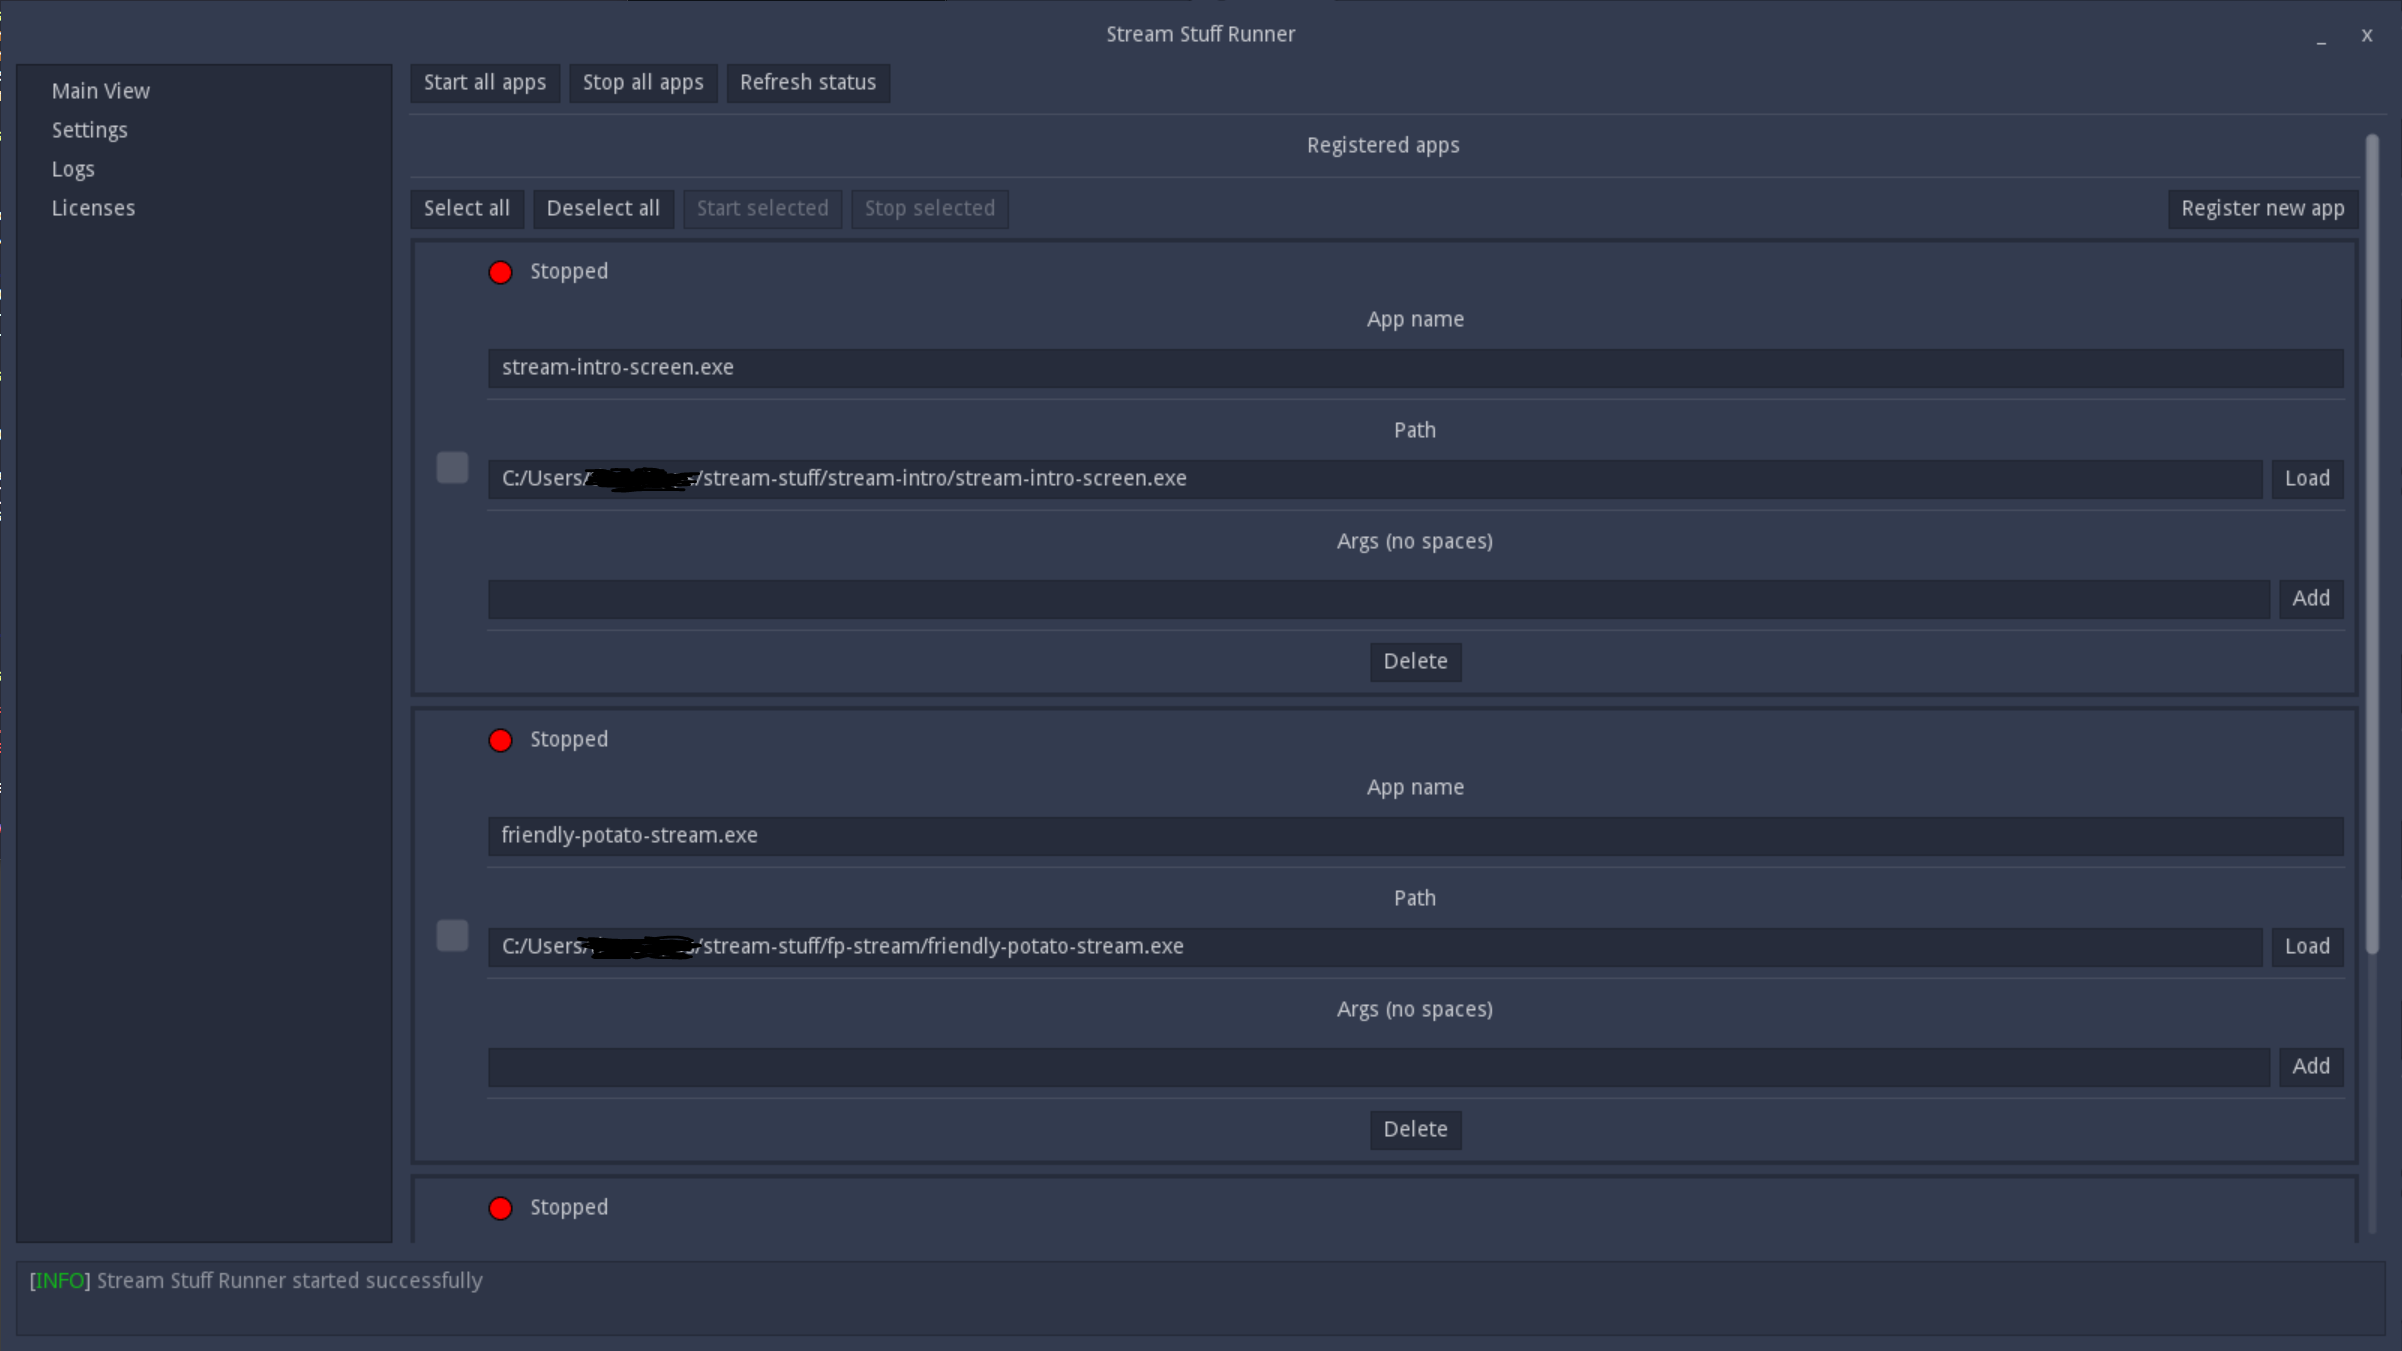 Stream Stuff Runner
_ x
Main View
Settings
Logs
Licenses
Start all apps Stop all apps Refresh status
Registered apps
Select all Deselect all Start selected Stop selected Register new app
Stopped
App name
stream-intro-screen.exe
Path
C:/Users/ /stream-stuff/stream-intro/stream-intro-screen.exe Load
Args (no spaces)
Add
Delete
Stopped
App name
friendly-potato-stream.exe
Path
C:/Users/ /stream-stuff/fp-stream/friendly-potato-stream.exe Load
Args (no spaces)
Add
Delete
Stopped
[INFO] Stream Stuff Runner started successfully